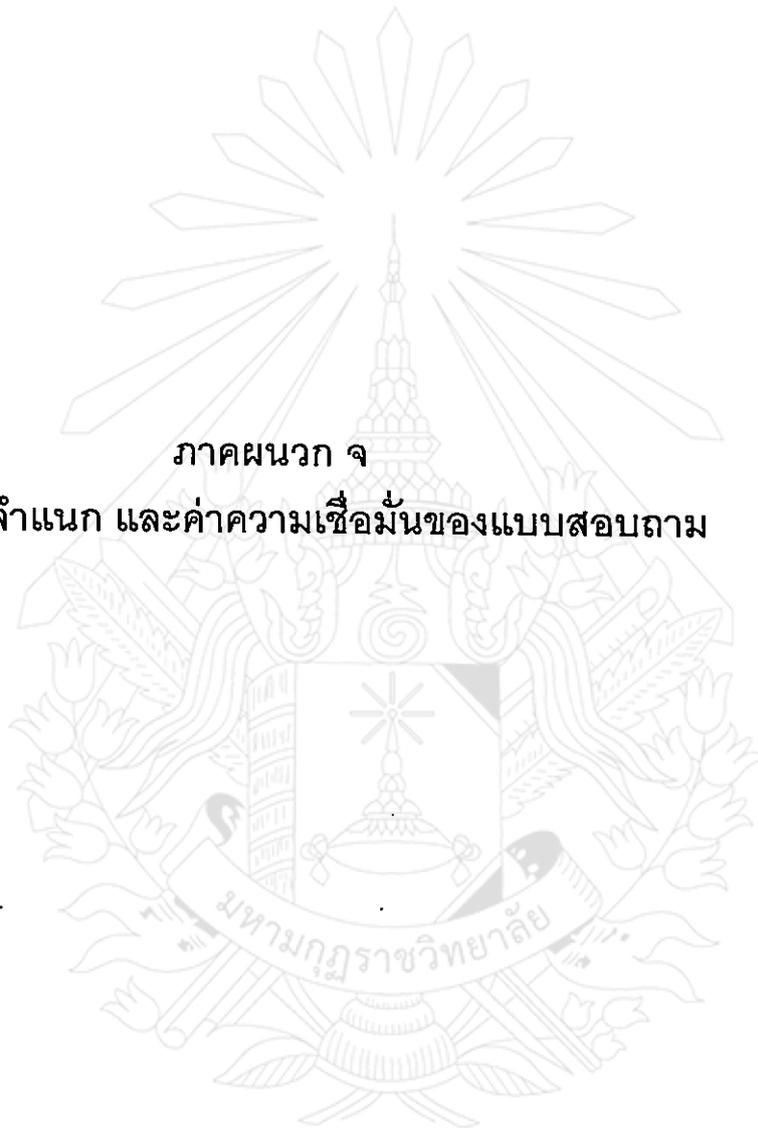 ภาคผนวก จ
จำแนก และค่าความเชื่อมั่นของแบบสอบถาม
มหามกุฏราชวิทยาลัย